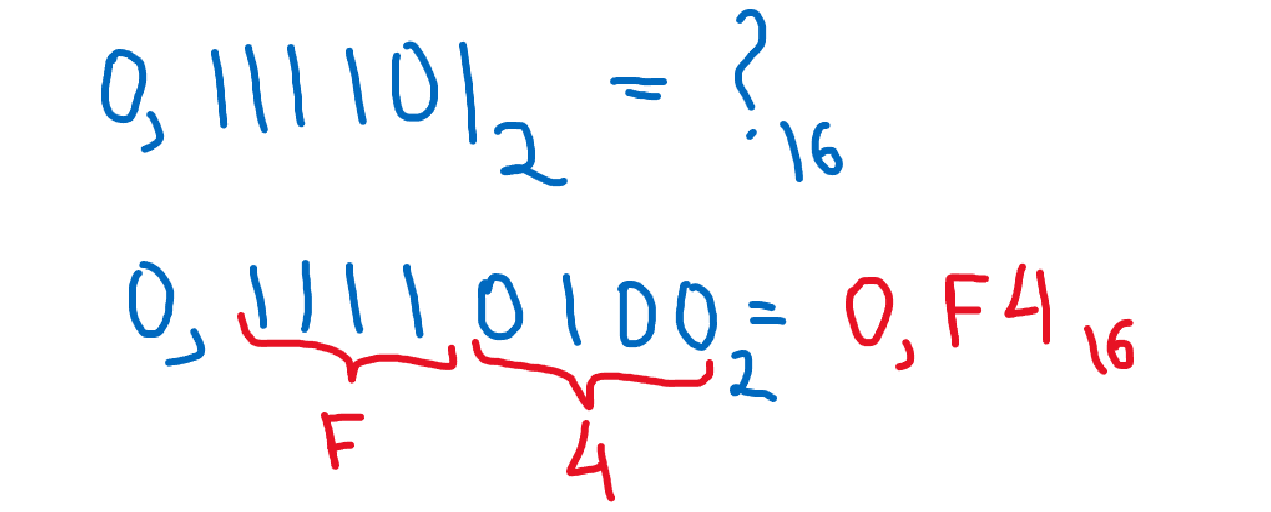 0,111101₂ = ?₁₆
0,11110100₂ = 0,F4₁₆
F 4